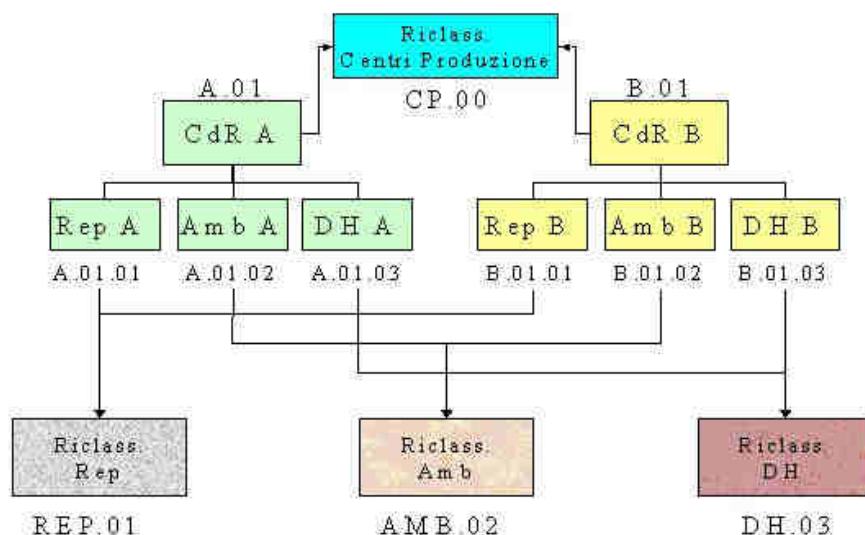 Riclass.
Centri Produzione
A.01
CP.00
B.01
CdR A
CdR B
Rep A
Amb A
DH A
Rep B
Amb B
DH B
A.01.01
A.01.02
A.01.03
B.01.01
B.01.02
B.01.03
Riclass.
Rep
Riclass.
Amb
Riclass.
DH
REP.01
AMB.02
DH.03